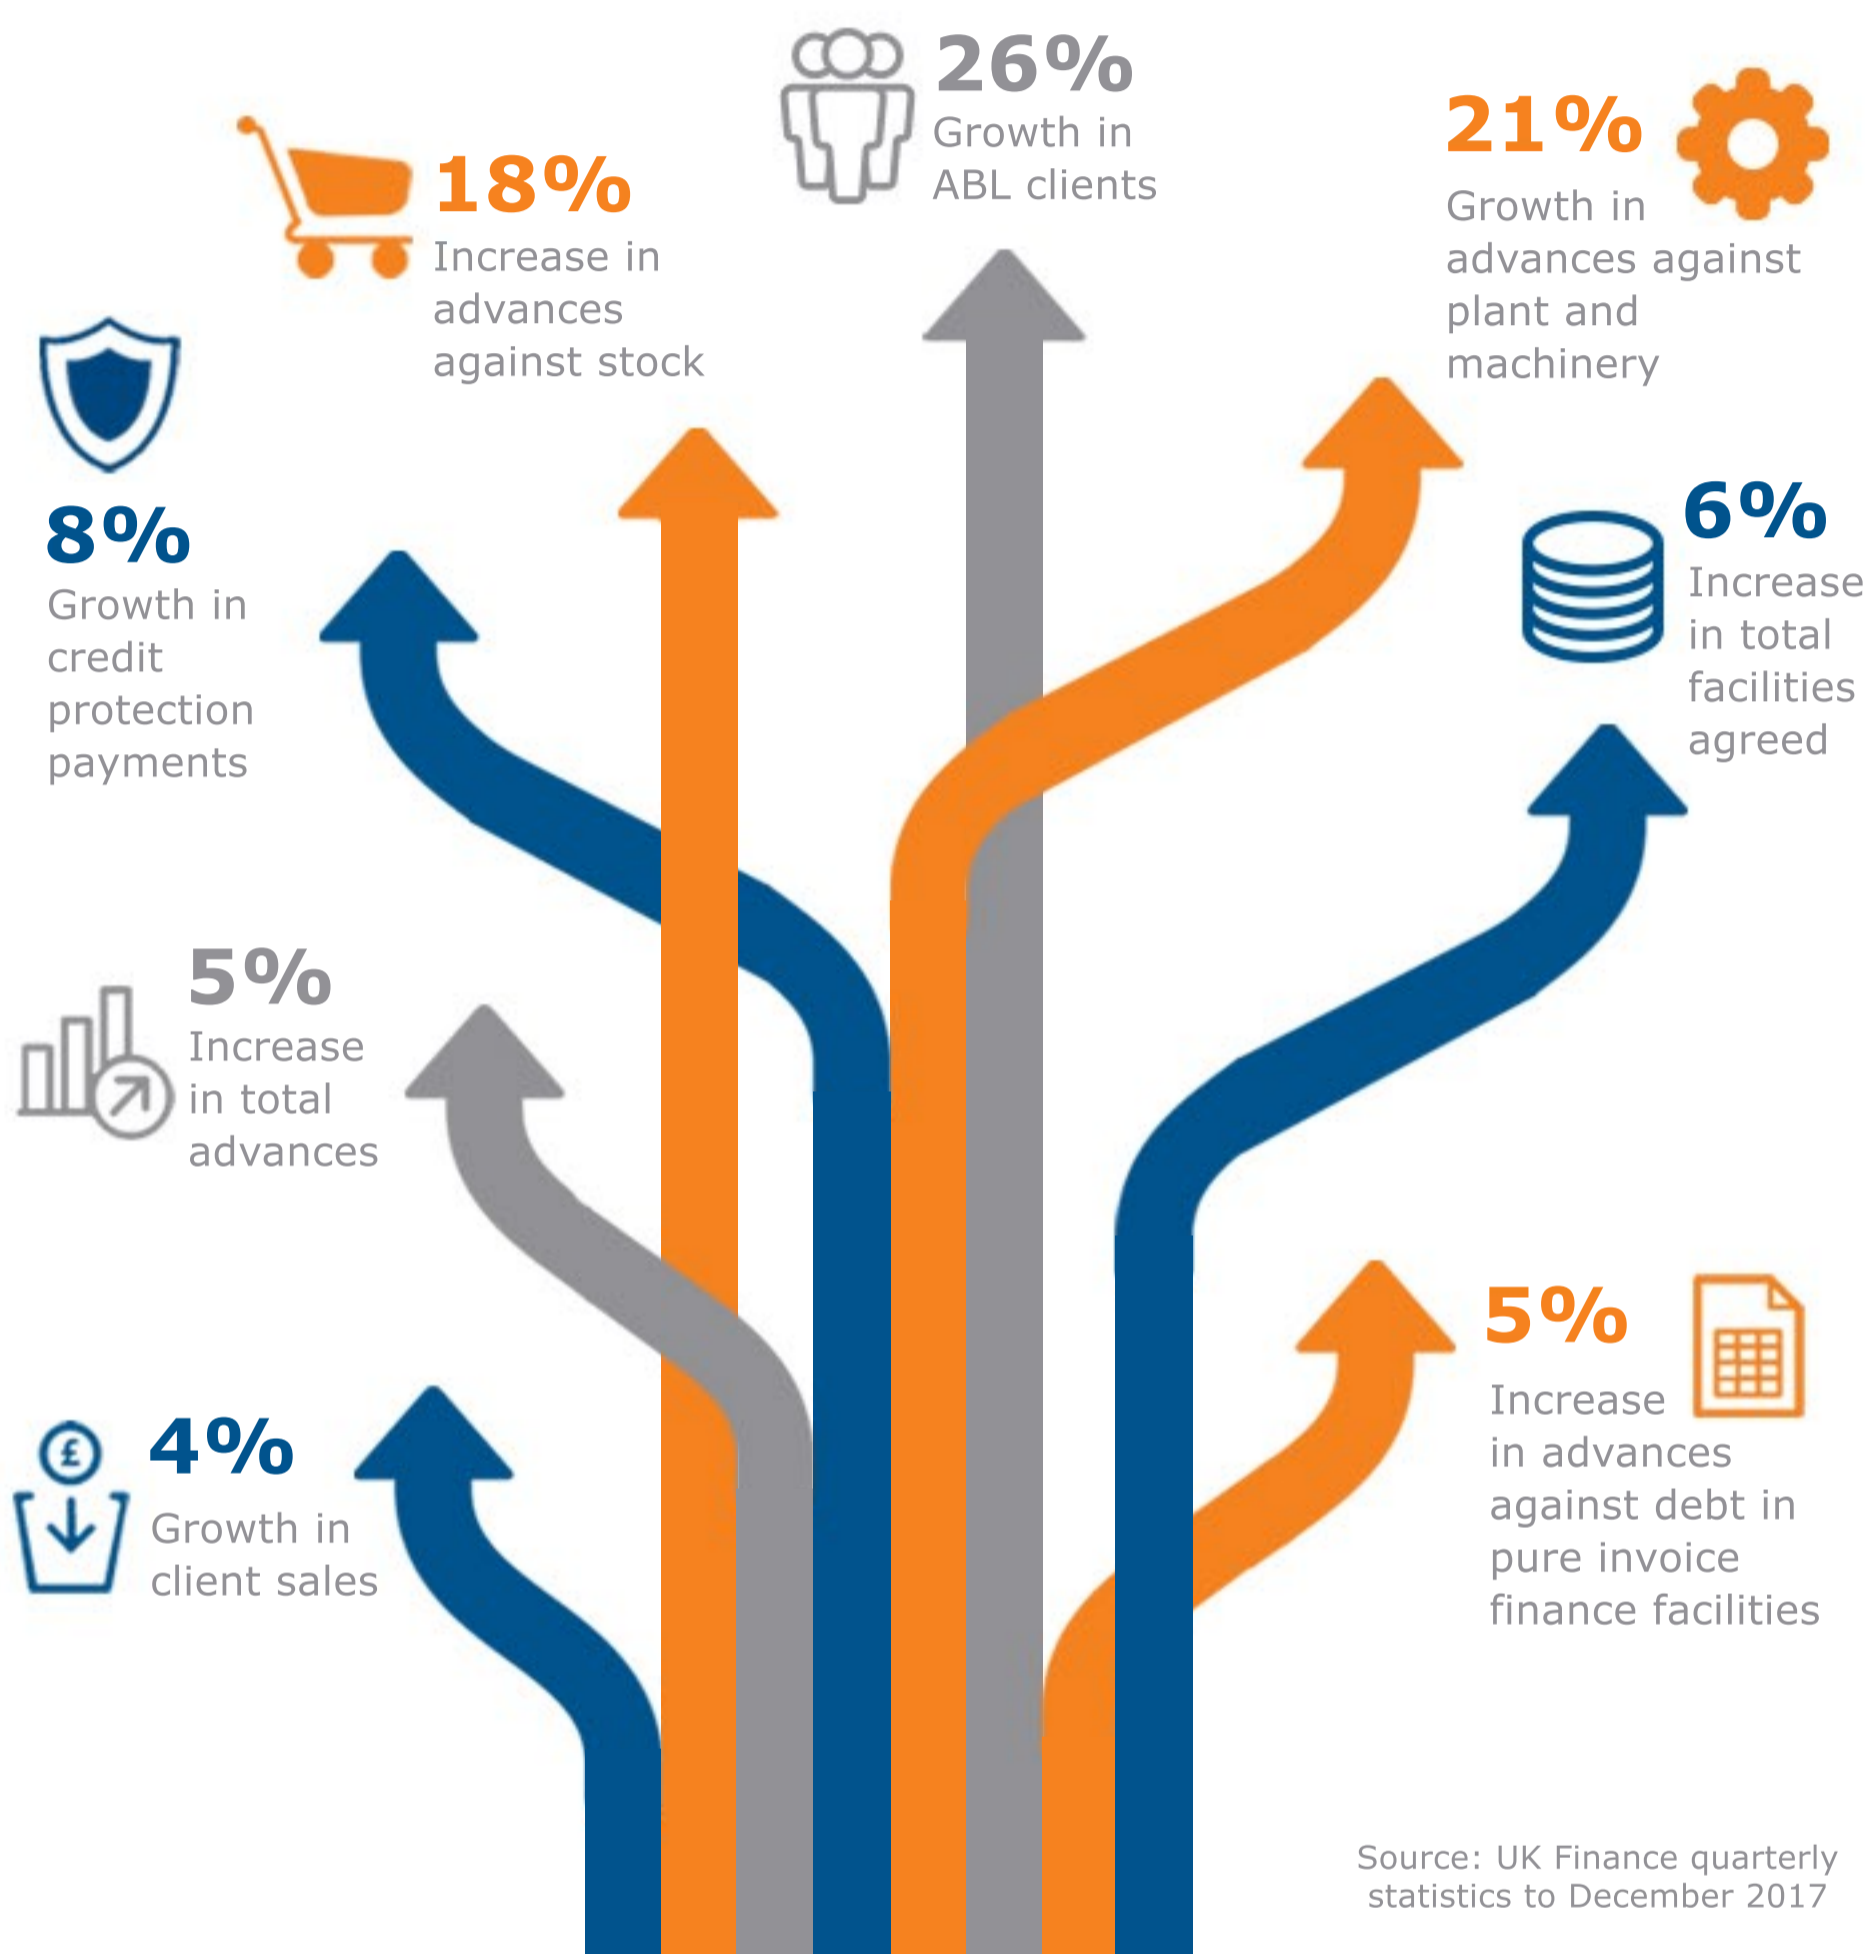 26%
Growth in
ABL clients
18%
Increase in
advances
against stock
21%
Growth in
advances against
plant and
machinery
8%
Growth in
credit
protection
payments
6%
Increase
in total
facilities
agreed
5%
Increase
in total
advances
5%
Increase
in advances
against debt in
pure invoice
finance facilities
£
4%
Growth in
client sales
Source: UK Finance quarterly
statistics to December 2017